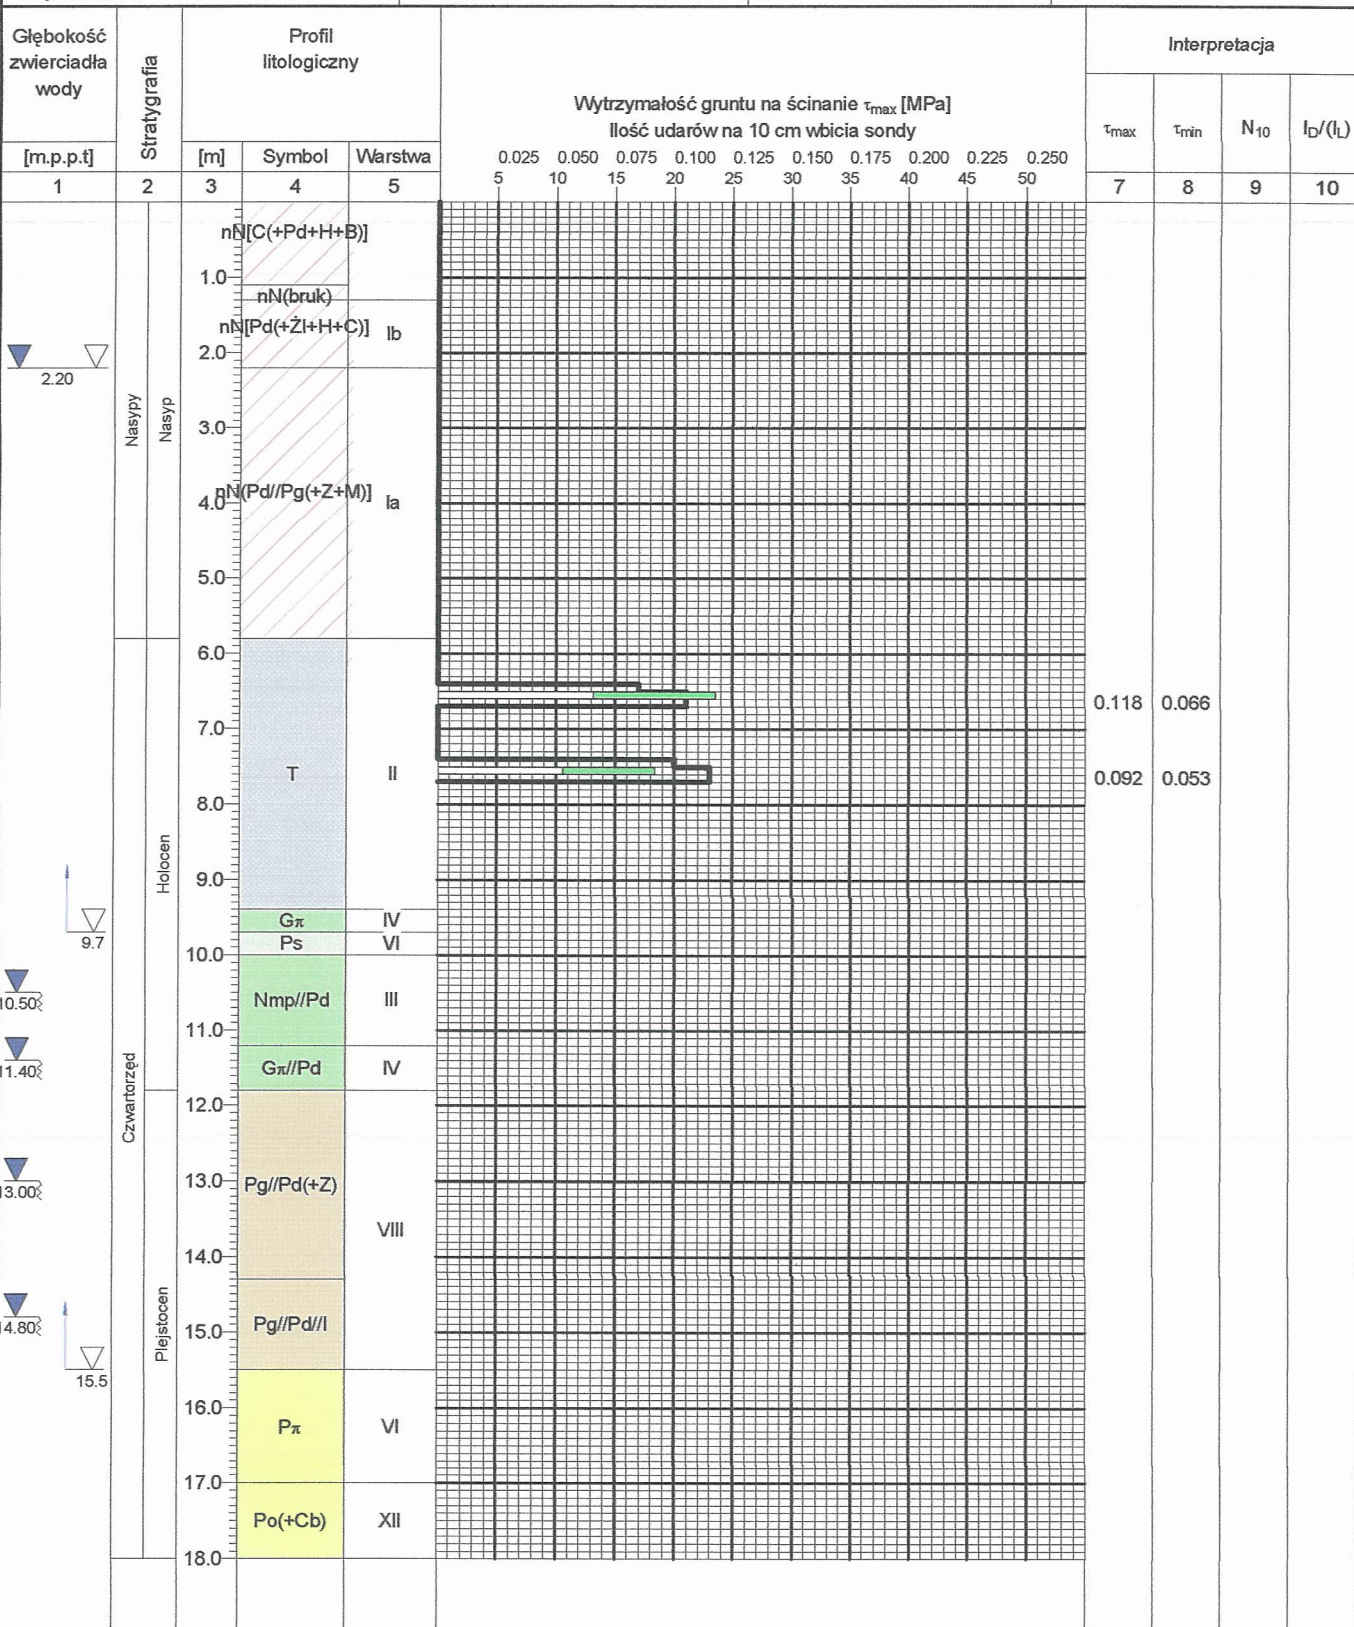 Głębokość
zwierciadła
wody
[m.p.p.t]
1
Stratygrafia
2
Profil
litologiczny
[m]
Symbol
Warstwa
3
4
5
Wytrzymałość gruntu na ścinanie τmax [MPa]
Ilość udarów na 10 cm wbicia sondy
0.025 0.050 0.075 0.100 0.125 0.150 0.175 0.200 0.225 0.250
5 10 15 20 25 30 35 40 45 50
Interpretacja
τmax
τmin
N10
ID/(IL)
7
8
9
10
nN[C(+Pd+H+B)]
1.0
nN(bruk)
nN[Pd(+Żl+H+C)]
Ib
2.0
2.20
Nasypy
Nasyp
3.0
nN(Pd//Pg(+Z+M)]
4.0
Ia
5.0
6.0
0.118 0.066
7.0
T
II
0.092 0.053
8.0
Holocen
9.0
Gπ
IV
9.7
Ps
VI
10.0
10.50
Nmp//Pd
III
11.0
11.40
Gπ//Pd
IV
Czwartorzęd
12.0
13.0
13.00
Pg//Pd(+Z)
VIII
14.0
14.80
Pg//Pd//I
15.0
Plejstocen
15.5
16.0
Pπ
VI
17.0
Po(+Cb)
XII
18.0